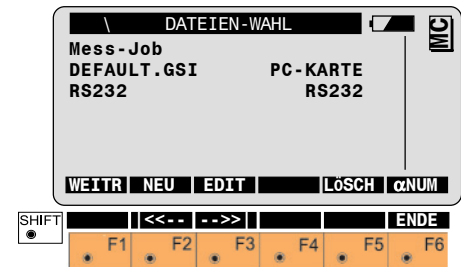 \ DATEIEN-WAHL
MC
Mess-Job
DEFAULT.GSI PC-KARTE
RS232 RS232
WEITR NEU EDIT LöSCH αNUM
SHIFT <<-- -->> ENDE
F1 F2 F3 F4 F5 F6